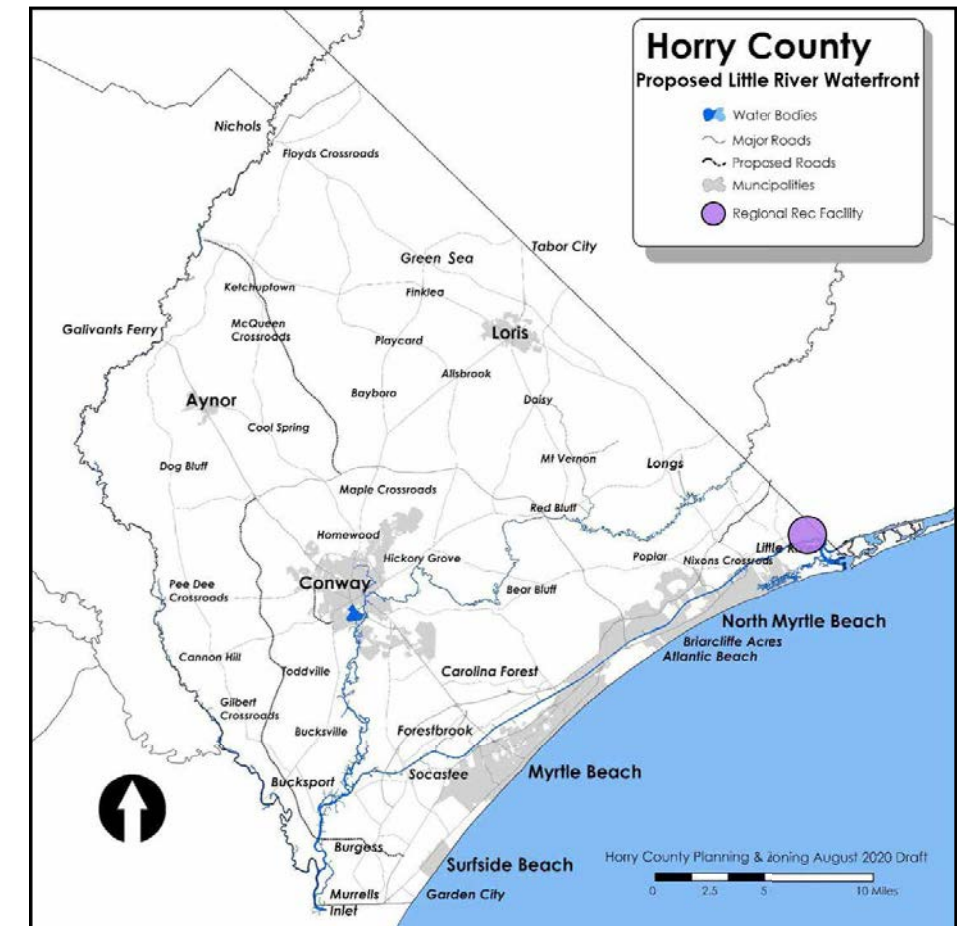 Horry County
Proposed Little River Waterfront
Water Bodies
Major Roads
Proposed Roads
Muncipalities
Regional Rec Facility
Nichols
Floyds Crossroads
Tabor City
Green Sea
Ketchuptown
Finklea
Galivants Ferry
McQueen
Crossroads
Playcard
Loris
Allsbrook
Aynor
Bayboro
Daisy
Cool Spring
Dog Bluff
Mt Vernon
Longs
Maple Crossroads
Red Bluff
Homewood
Little
Hickory Grove
Poplar
Nixons Crossroads
Conway
Bear Bluff
Pee Dee
Crossroads
North Myrtle Beach
Briarcliffe Acres
Atlantic Beach
Cannon Hill
Toddville
Carolina Forest
Gilbert
Crossroads
Bucksville
Forestbrook
Bucksport
Socastee
Myrtle Beach
Burgess
Surfside Beach
Horry County Planning & Zoning August 2020 Draft
0 2.5 5 10 Miles
Murrells
Inlet
Garden City